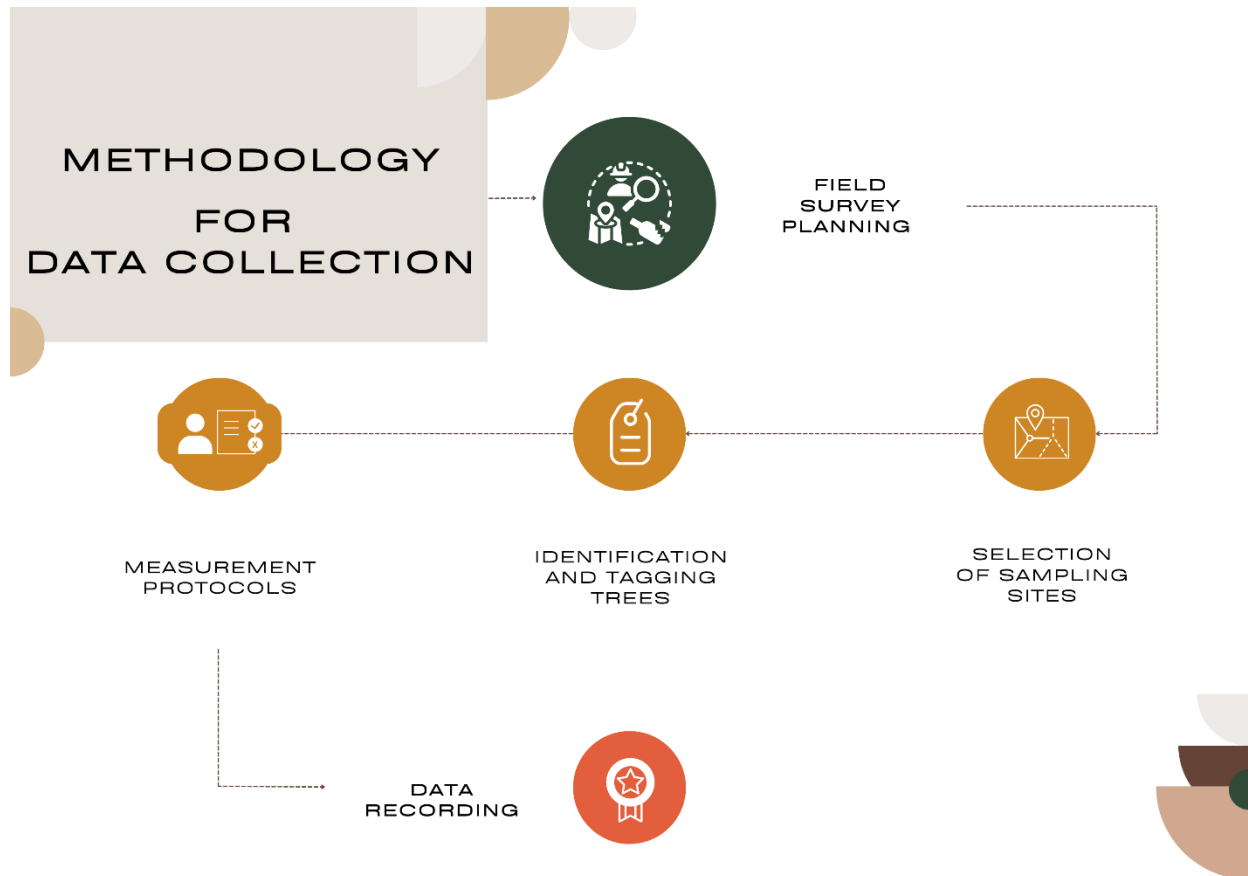 METHODOLOGY
FOR
DATA COLLECTION
FIELD
SURVEY
PLANNING
SELECTION
OF SAMPLING
SITES
IDENTIFICATION
AND TAGGING
TREES
MEASUREMENT
PROTOCOLS
DATA
RECORDING